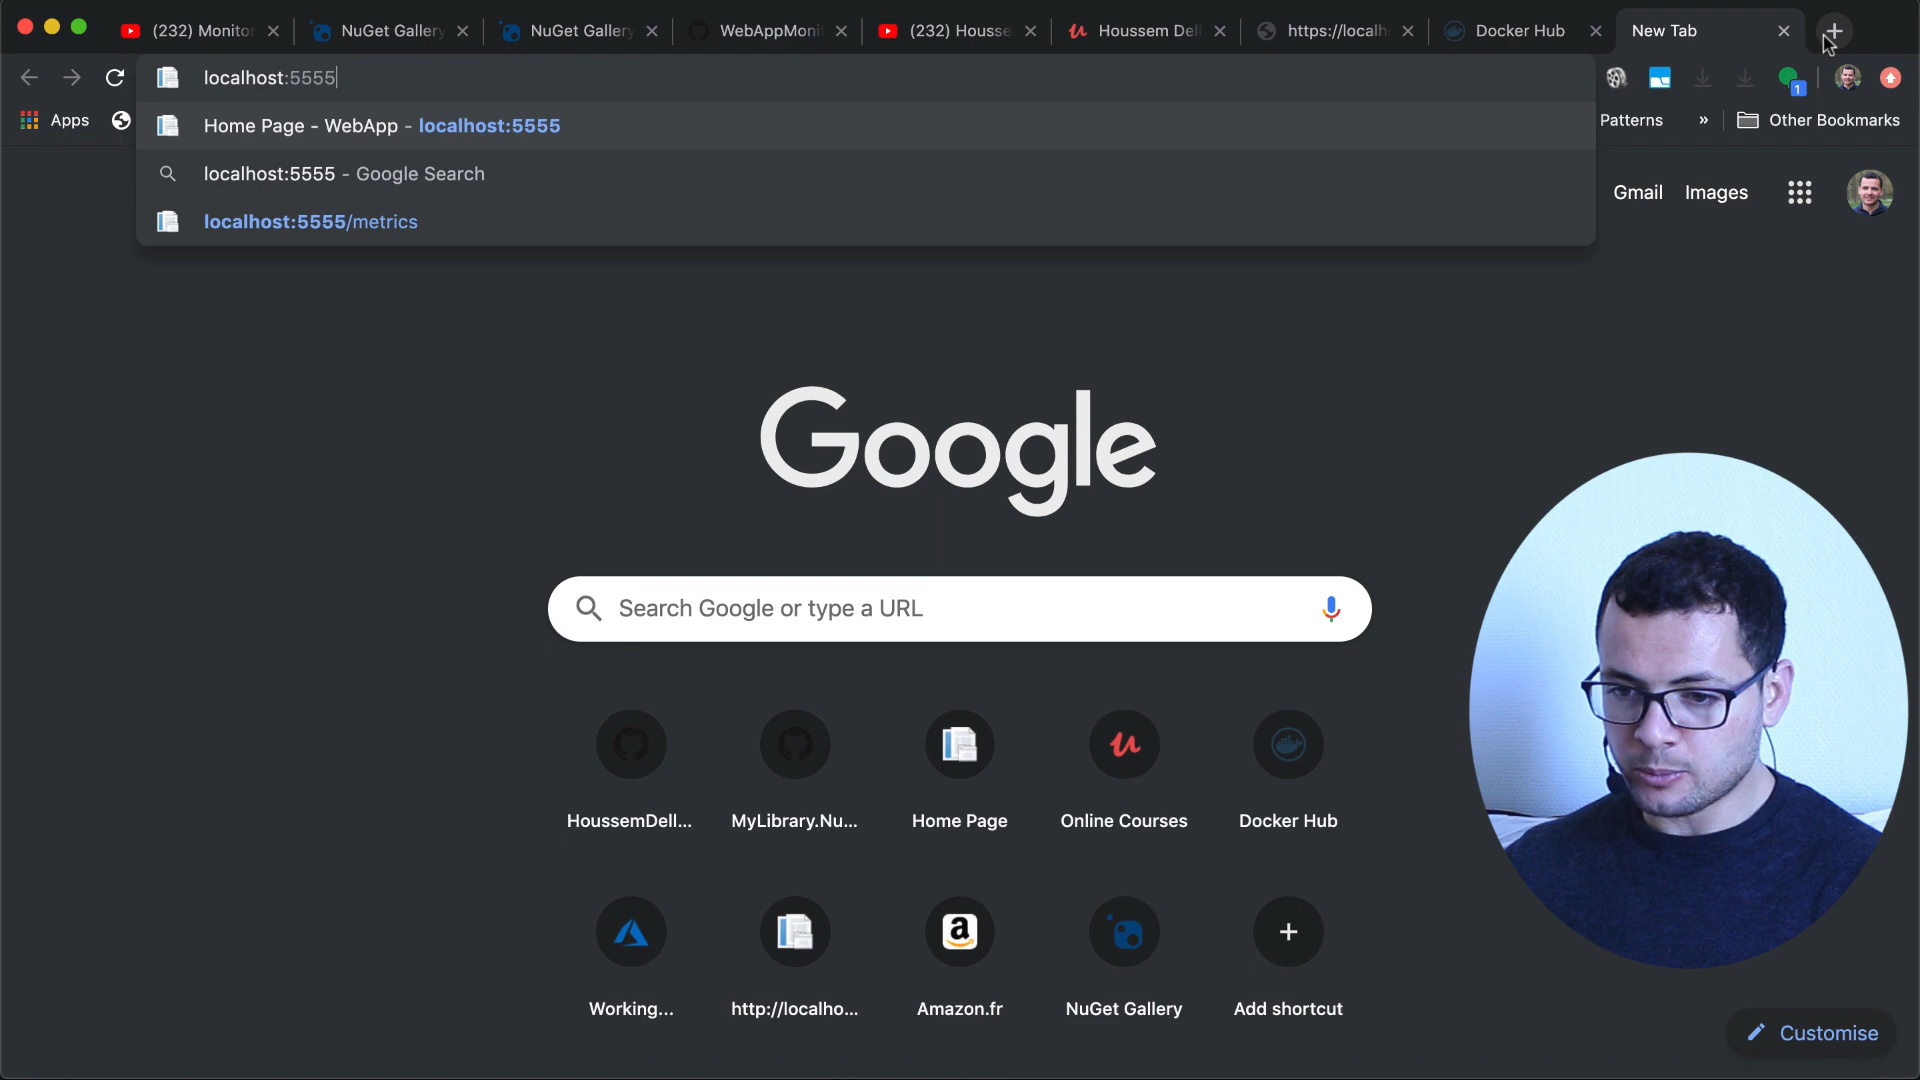 (232) Monitor
NuGet Gallery
NuGet Gallery
WebAppMoni
(232) Housse
Houssem Dell
https://localh
Docker Hub
New Tab
localhost:5555
1
Apps
Home Page - WebApp - localhost:5555
Patterns
»
Other Bookmarks
localhost:5555 - Google Search
localhost:5555/metrics
Gmail
Images
Google
Search Google or type a URL
HoussemDell...
MyLibrary.Nu...
Home Page
Online Courses
Docker Hub
Working...
http://localho...
Amazon.fr
NuGet Gallery
Add shortcut
Customise